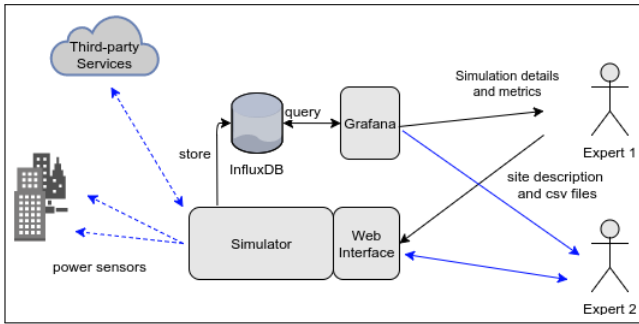 Third-party
Services
Simulation details
and metrics
query
Grafana
Expert 1
store
InfluxDB
site description
and csv files
Simulator
Web
Interface
power sensors
Expert 2